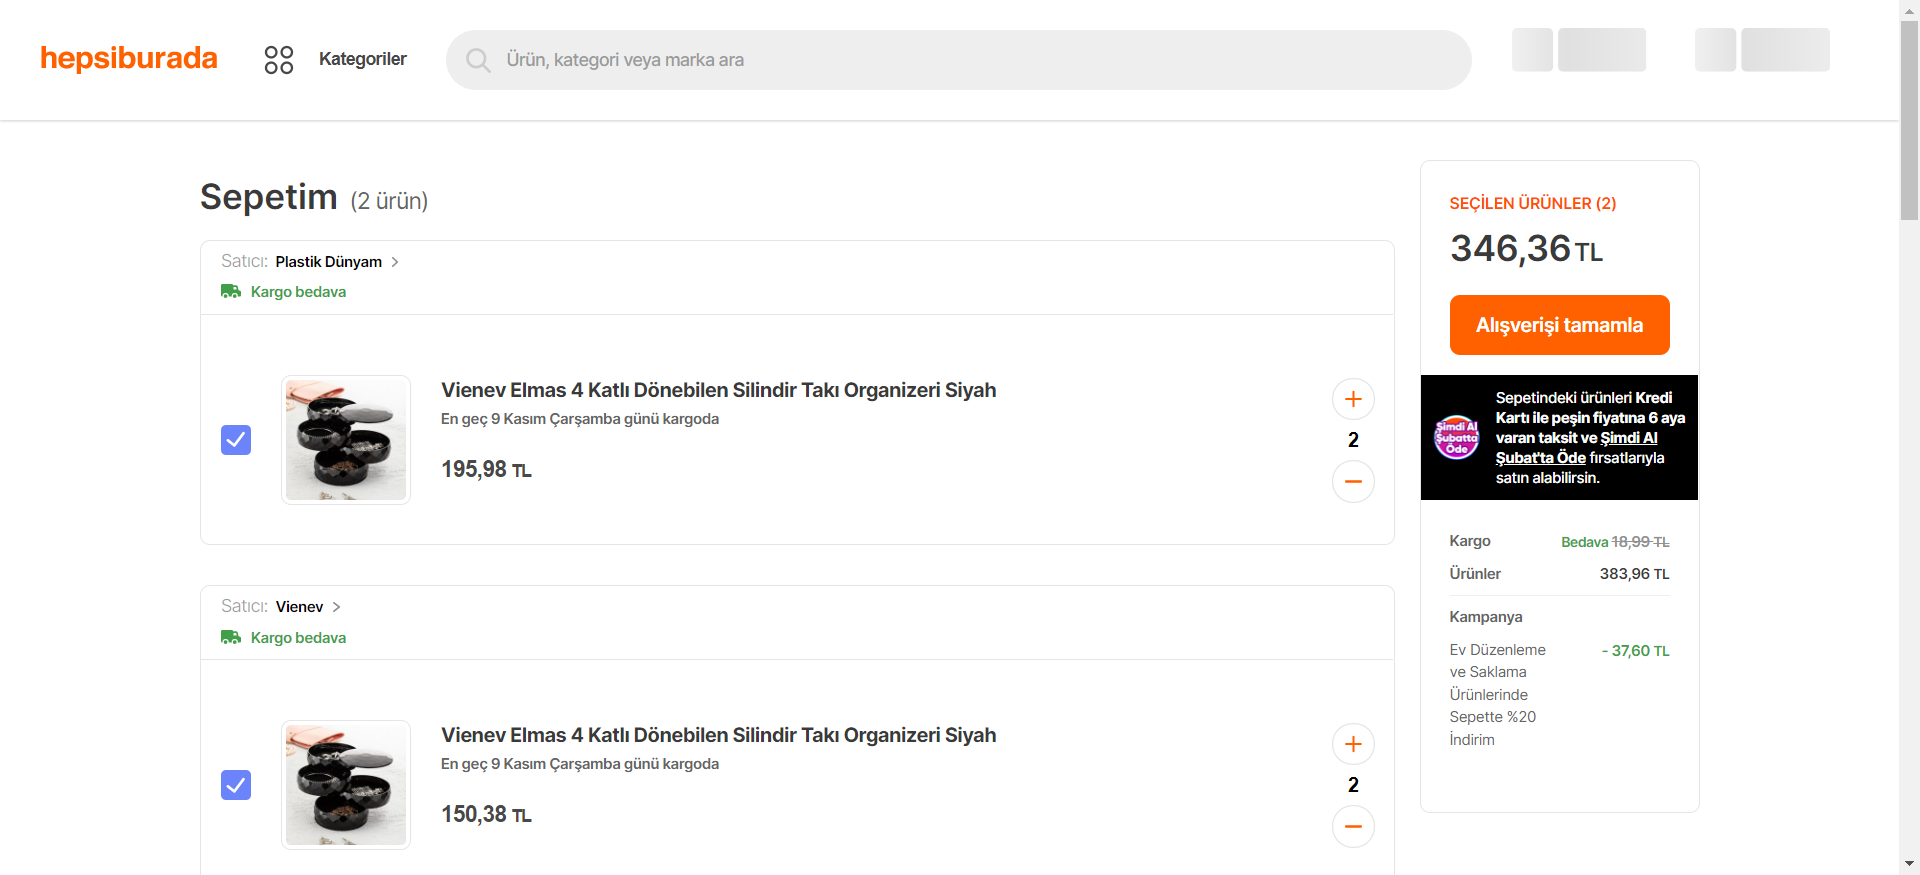 hepsiburada
Kategoriler
Ürün, kategori veya marka ara
Sepetim (2 ürün)
Satıcı: Plastik Dünyam
Kargo bedava
Vienev Elmas 4 Katlı Dönebilen Silindir Takı Organizeri Siyah
En geç 9 Kasım Çarşamba günü kargoda
195,98 TL
2
Satıcı: Vienev
Kargo bedava
Vienev Elmas 4 Katlı Dönebilen Silindir Takı Organizeri Siyah
En geç 9 Kasım Çarşamba günü kargoda
150,38 TL
2
SEÇİLEN ÜRÜNLER (2)
346,36 TL
Alışverişi tamamla
Şimdi Al
Şubatta
Öde
Sepetindeki ürünleri Kredi
Kartı ile peşin fiyatına 6 aya
varan taksit ve Şimdi Al
Şubat'ta Öde fırsatlarıyla
satın alabilirsin.
Kargo Bedava 18,99 TL
Ürünler 383,96 TL
Kampanya
Ev Düzenleme - 37,60 TL
ve Saklama
Ürünlerinde
Sepette %20
İndirim